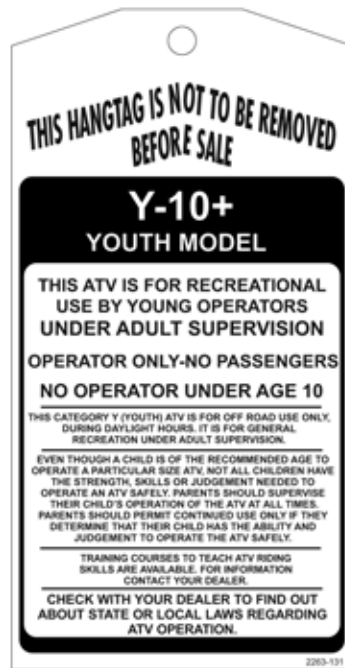 THIS HANGTAG IS NOT TO BE REMOVED
BEFORE SALE
Y-10+
YOUTH MODEL
THIS ATV IS FOR RECREATIONAL
USE BY YOUNG OPERATORS
UNDER ADULT SUPERVISION
OPERATOR ONLY-NO PASSENGERS
NO OPERATOR UNDER AGE 10
THIS CATEGORY Y (YOUTH) ATV IS FOR OFF ROAD USE ONLY,
DURING DAYLIGHT HOURS. IT IS FOR GENERAL
RECREATION UNDER ADULT SUPERVISION.
EVEN THOUGH A CHILD IS OF THE RECOMMENDED AGE TO
OPERATE A PARTICULAR SIZE ATV, NOT ALL CHILDREN HAVE
THE STRENGTH, SKILLS OR JUDGEMENT NEEDED TO
OPERATE AN ATV SAFELY. PARENTS SHOULD SUPERVISE
THEIR CHILD'S OPERATION OF THE ATV AT ALL TIMES.
PARENTS SHOULD PERMIT CONTINUED USE ONLY IF THEY
DETERMINE THAT THEIR CHILD HAS THE ABILITY AND
JUDGEMENT TO OPERATE THE ATV SAFELY.
TRAINING COURSES TO TEACH ATV RIDING
SKILLS ARE AVAILABLE. FOR INFORMATION
CONTACT YOUR DEALER.
CHECK WITH YOUR DEALER TO FIND OUT
ABOUT STATE OR LOCAL LAWS REGARDING
ATV OPERATION.
2263-131